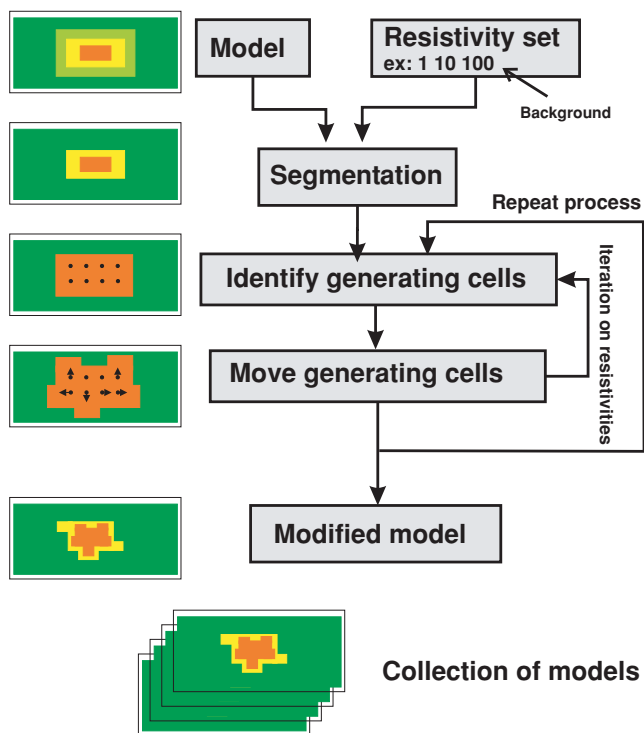 Model
Resistivity set
ex: 1 10 100
Background
Segmentation
Repeat process
Identify generating cells
Iteration on resistivities
Move generating cells
Modified model
Collection of models